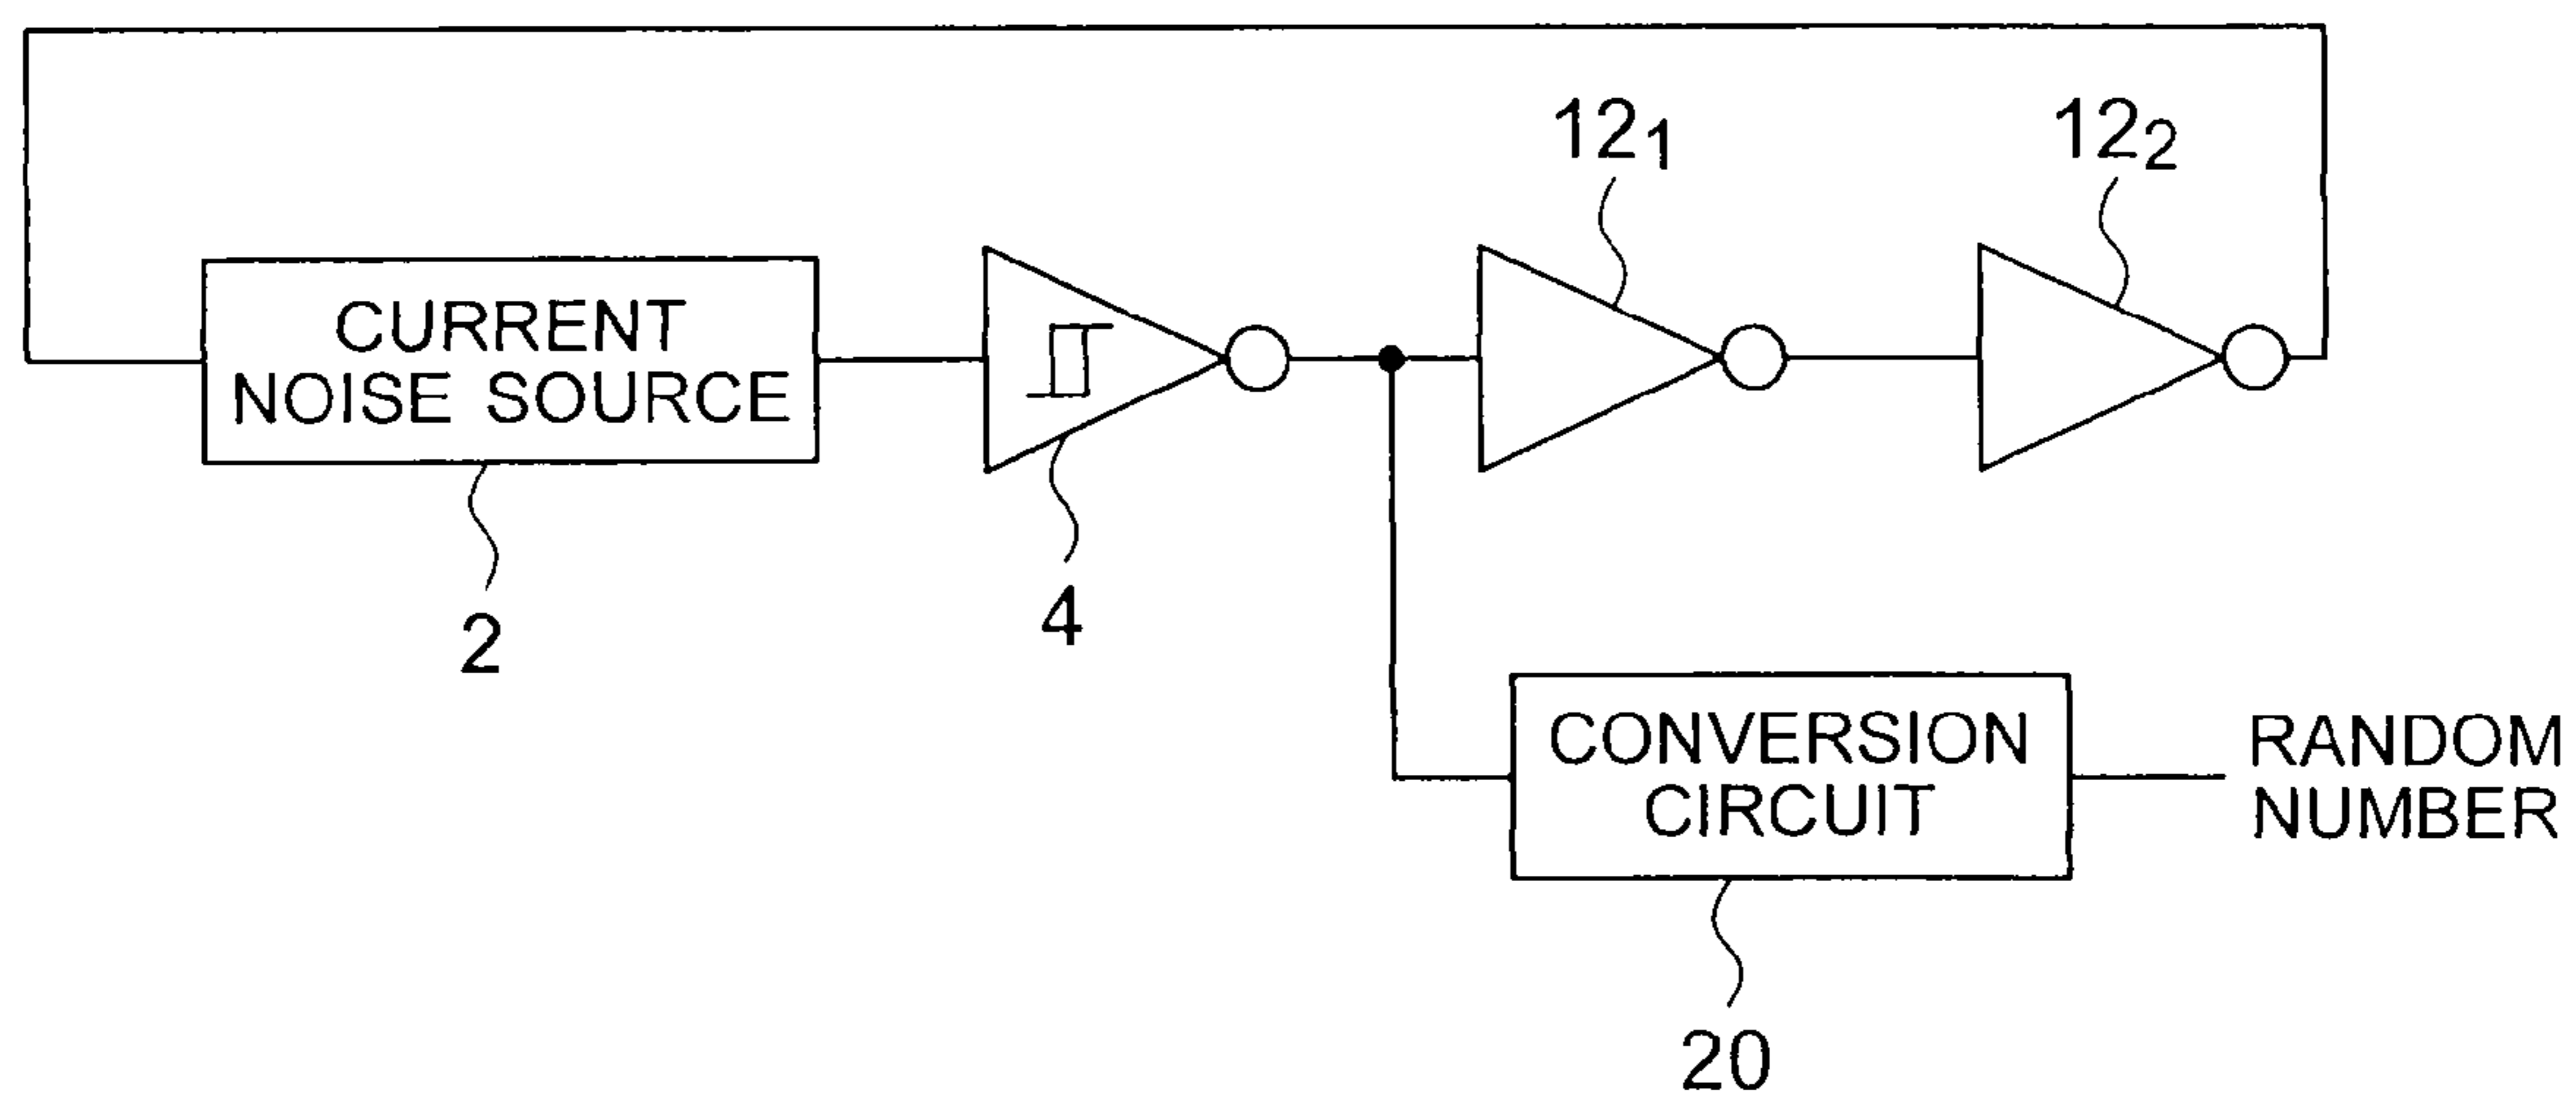 12₁
12₂
CURRENT
NOISE SOURCE
2
4
CONVERSION
CIRCUIT
RANDOM
NUMBER
20